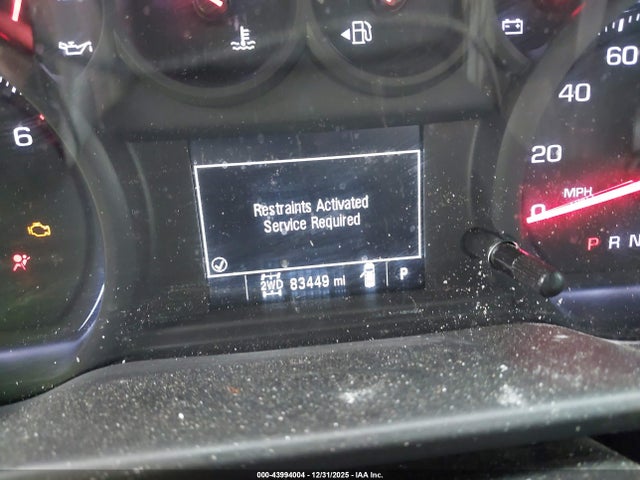 60
6
40
20
MPH
0
Restraints Activated
Service Required
2WD 83449 mi P
P R N
000-43994004 - 12/31/2025 - IAA Inc.